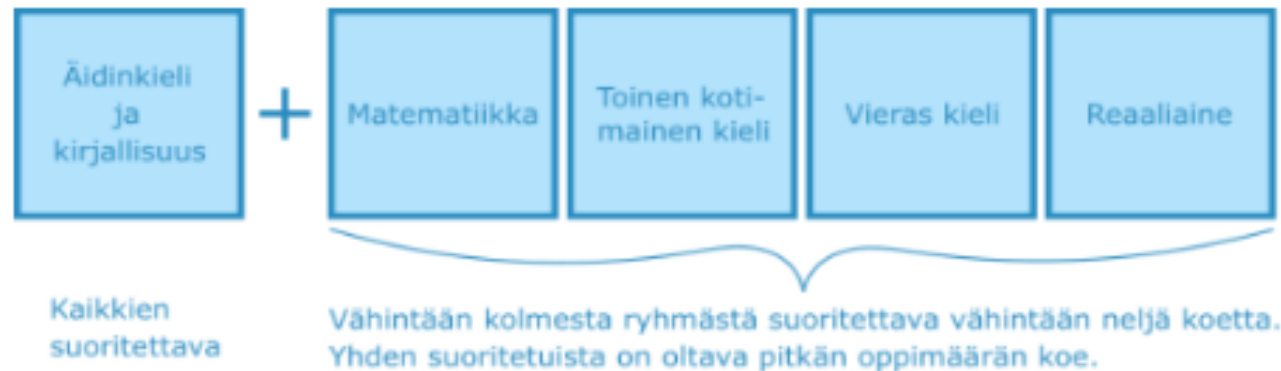 Äidinkieli
ja
kirjallisuus
+
Matematiikka
Toinen koti-
mainen kieli
Vieras kieli
Reaaliaine
Kaikkien
suoritettava
Vähintään kolmesta ryhmästä suoritettava vähintään neljä koetta.
Yhden suoritetuista on oltava pitkän oppimäärän koe.